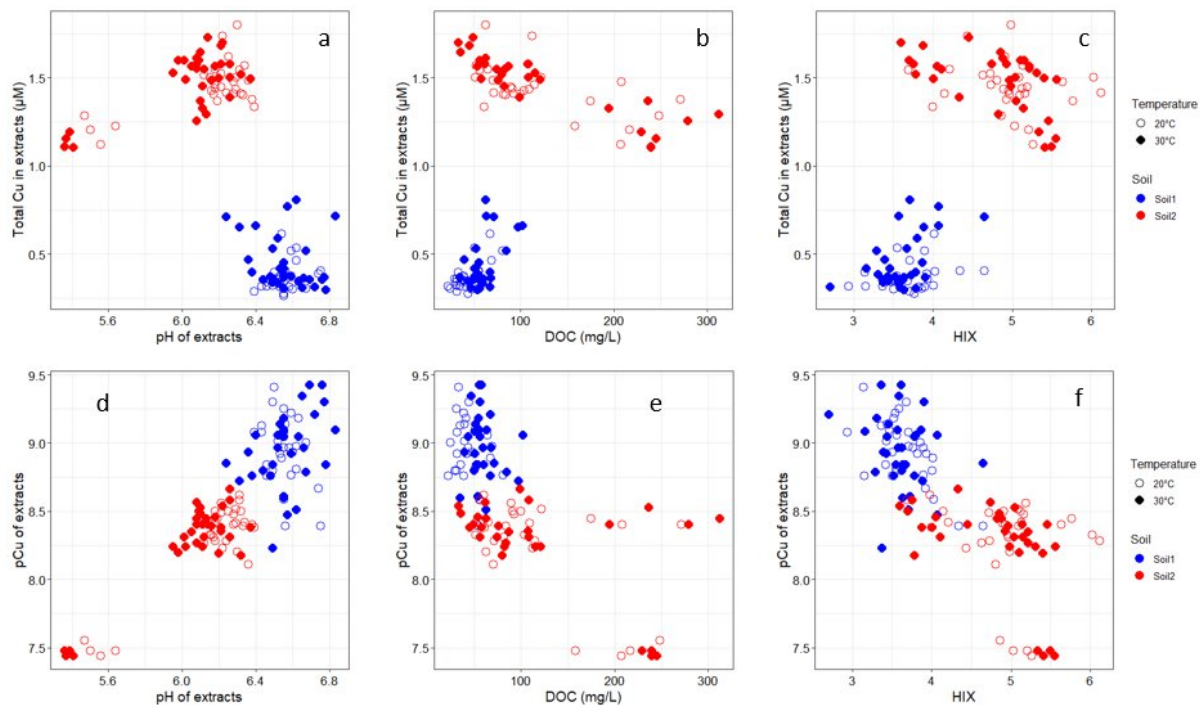 a
b
c
Total Cu in extracts (µM)
1.5
1.0
0.5
5.6 6.0 6.4 6.8
pH of extracts
Total Cu in extracts (µM)
1.5
1.0
0.5
100 200 300
DOC (mg/L)
Total Cu in extracts (µM)
1.5
1.0
0.5
3 4 5 6
HIX
Temperature
20°C
30°C
Soil
Soil1
Soil2
d
e
f
pCu of extracts
9.5
9.0
8.5
8.0
7.5
5.6 6.0 6.4 6.8
pH of extracts
pCu of extracts
9.5
9.0
8.5
8.0
7.5
100 200 300
DOC (mg/L)
pCu of extracts
9.5
9.0
8.5
8.0
7.5
3 4 5 6
HIX
Temperature
20°C
30°C
Soil
Soil1
Soil2